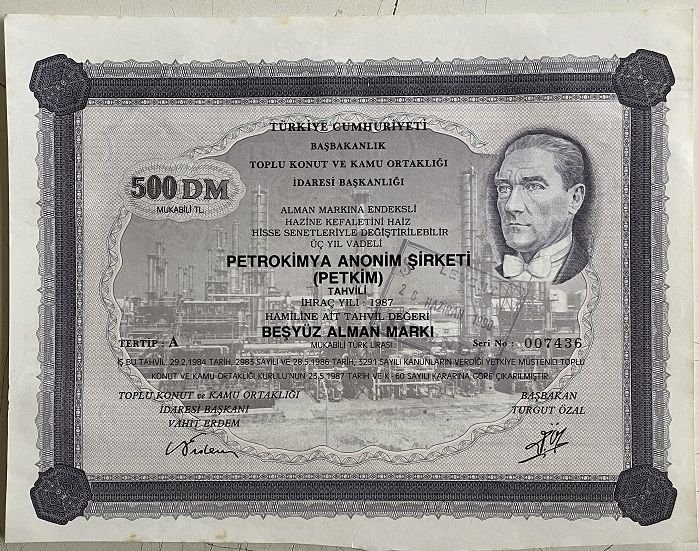 TÜRKİYE CUMHURİYETİ
BAŞBAKANLIK
TOPLU KONUT VE KAMU ORTAKLIĞI
İDARESİ BAŞKANLIĞI
500 DM
MUKABİLİ TL.
ALMAN MARKINA ENDEKSLİ
HAZİNE KEFALETİNİ HAİZ
HİSSE SENETLERİYLE DEĞİŞTİRİLEBİLİR
ÜÇ YIL VADELİ
PETROKİMYA ANONİM ŞİRKETİ
(PETKİM)
TAHVİLİ
İHRAÇ YILI : 1987
HAMİLİNE AİT TAHVİL DEĞERİ
BEŞYÜZ ALMAN MARKI
MUKABİLİ TÜRK LİRASI
26 HAZİRAN
TERTİP : A
Seri No : 007436
İŞ BU TAHVİL, 29.2.1984 TARİH, 2983 SAYILI VE 28.5.1986 TARİH, 3291 SAYILI KANUNLARIN VERDİĞİ YETKİYE MÜSTENİD TOPLU
KONUT VE KAMU ORTAKLIĞI KURULU'NUN 23.5.1987 TARİH VE K - 60 SAYILI KARARINA GÖRE ÇIKARILMIŞTIR.
TOPLU KONUT ve KAMU ORTAKLIĞI
İDARESİ BAŞKANI
VAHİT ERDEM
BAŞBAKAN
TURGUT ÖZAL